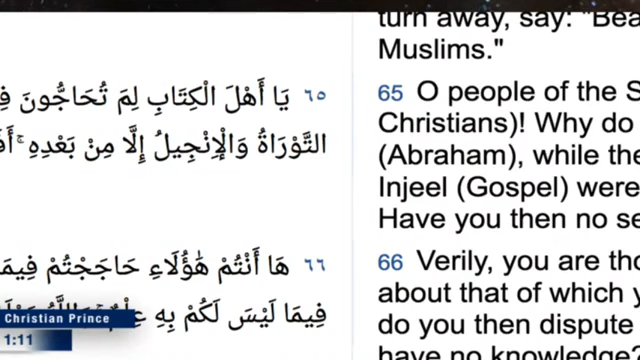 turn away, say: "Bea
Muslims."
٦٥ يَا أَهْلَ الْكِتَابِ لِمَ تُحَاجُّونَ فِ
التَّوْرَاةُ وَالْإِنْجِيلُ إِلَّا مِنْ بَعْدِهِ ۚ أَفَ
65 O people of the S
Christians)! Why do
(Abraham), while the
Injeel (Gospel) were
Have you then no se
٦٦ هَا أَنْتُمْ هَٰؤُلَاءِ حَاجَجْتُمْ فِيمَ
فِيمَا لَيْسَ لَكُمْ بِهِ عِلْمٌ
66 Verily, you are tho
about that of which y
do you then dispute
have no knowledge?
Christian Prince
1:11